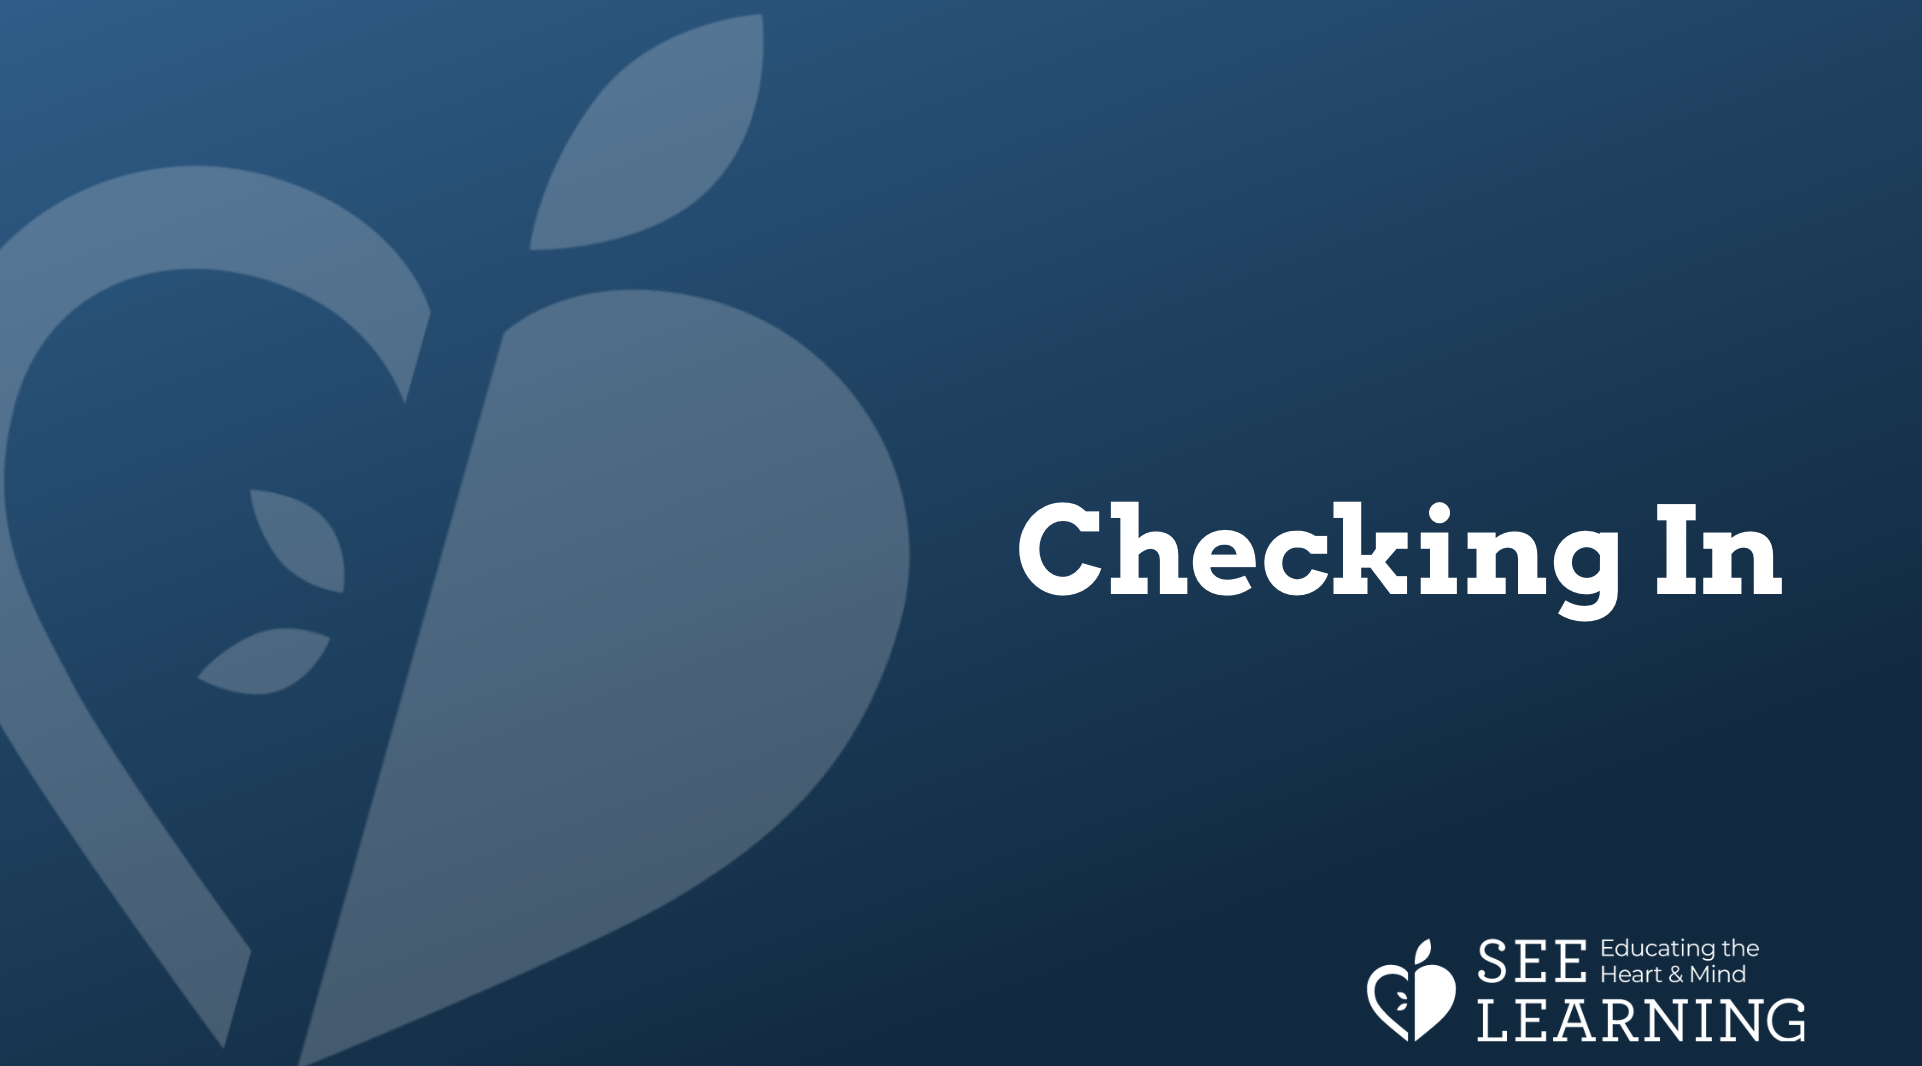 Checking In
SEE Educating the
Heart & Mind
LEARNING